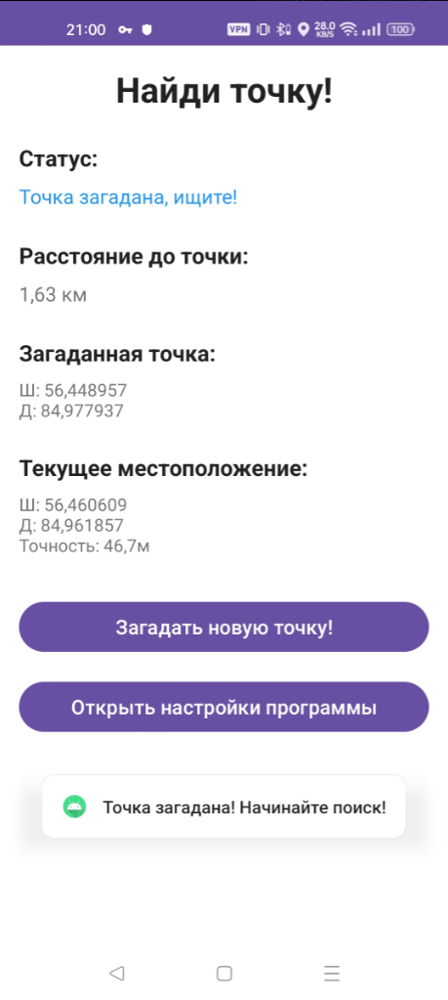 21:00
VPN 28.0 KB/S 100
Найди точку!
Статус:
Точка загадана, ищите!
Расстояние до точки:
1,63 км
Загаданная точка:
Ш: 56,448957
Д: 84,977937
Текущее местоположение:
Ш: 56,460609
Д: 84,961857
Точность: 46,7м
Загадать новую точку!
Открыть настройки программы
Точка загадана! Начинайте поиск!